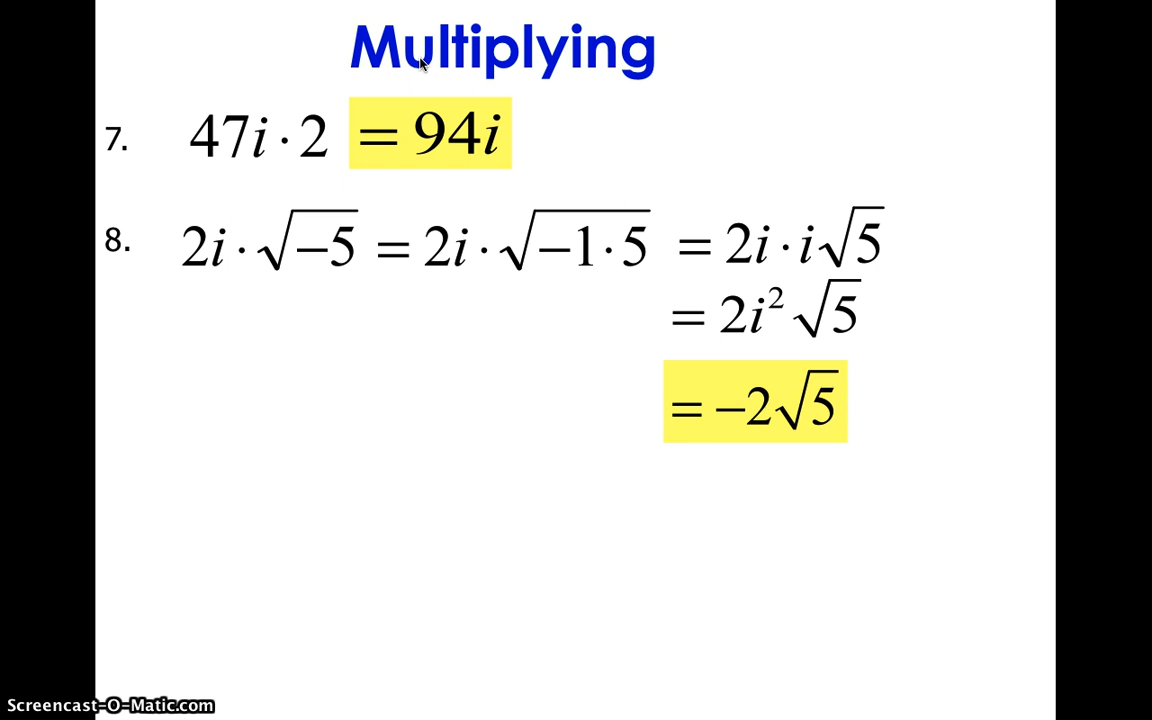 Multiplying
7. 47i · 2 = 94i
8. 2i · √−5 = 2i · √−1 · 5 = 2i · i√5
= 2i² √5
= −2√5
Screencast-O-Matic.com